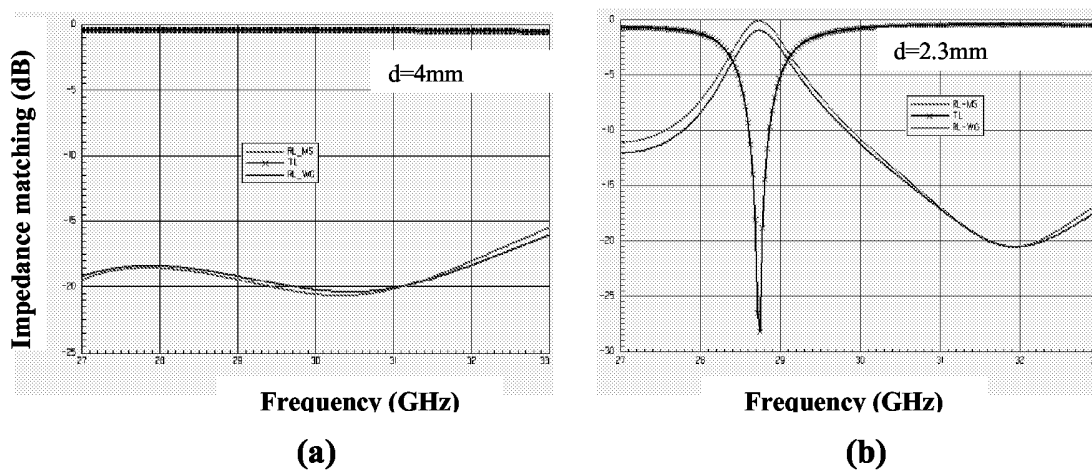 Impedance matching (dB)
0
-5
-10
-15
-20
-25
27
28
29
30
31
32
33
d=4mm
RL_MS
TL
RL_WG
Frequency (GHz)
(a)
0
-5
-10
-15
-20
-25
-30
27
28
29
30
31
32
d=2.3mm
RL-MS
TL
RL-WG
Frequency (GHz)
(b)